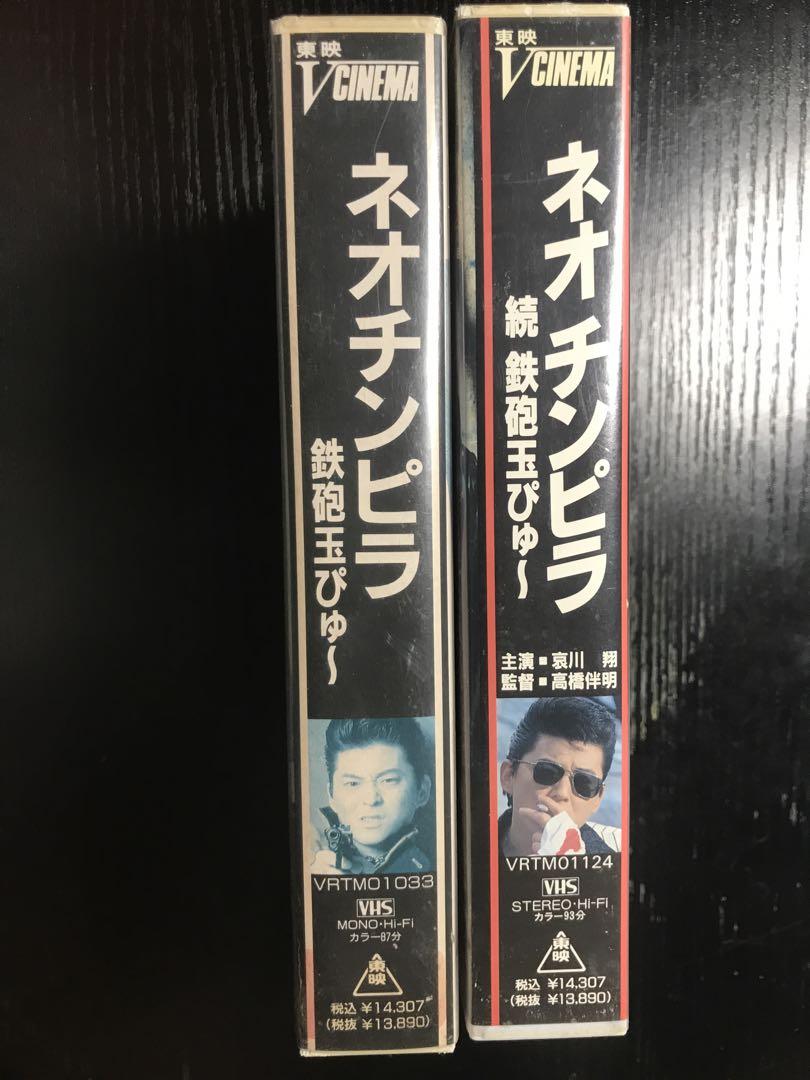 東映
V CINEMA
ネオチンピラ
鉄砲玉ぴゅ〜
VRTM01033
VHS
MONO・Hi-Fi
カラー87分
東映
税込 ¥14,307
(税抜 ¥13,890)
東映
V CINEMA
ネオ チンピラ
続 鉄砲玉ぴゅ〜
主演■哀川 翔
監督■高橋伴明
VRTM01124
VHS
STEREO・Hi-Fi
カラー93分
東映
税込 ¥14,307
(税抜 ¥13,890)